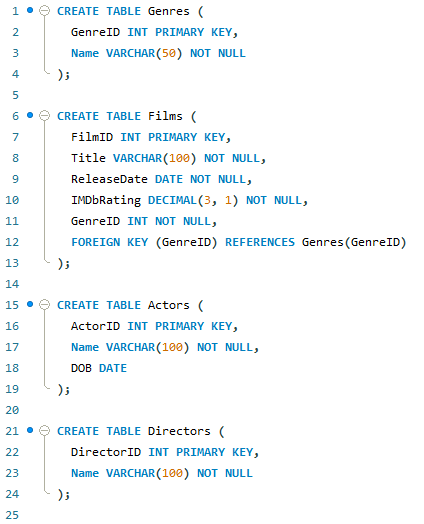 1 CREATE TABLE Genres (
2 GenreID INT PRIMARY KEY,
3 Name VARCHAR(50) NOT NULL
4 );
5
6 CREATE TABLE Films (
7 FilmID INT PRIMARY KEY,
8 Title VARCHAR(100) NOT NULL,
9 ReleaseDate DATE NOT NULL,
10 IMDbRating DECIMAL(3, 1) NOT NULL,
11 GenreID INT NOT NULL,
12 FOREIGN KEY (GenreID) REFERENCES Genres(GenreID)
13 );
14
15 CREATE TABLE Actors (
16 ActorID INT PRIMARY KEY,
17 Name VARCHAR(100) NOT NULL,
18 DOB DATE
19 );
20
21 CREATE TABLE Directors (
22 DirectorID INT PRIMARY KEY,
23 Name VARCHAR(100) NOT NULL
24 );
25